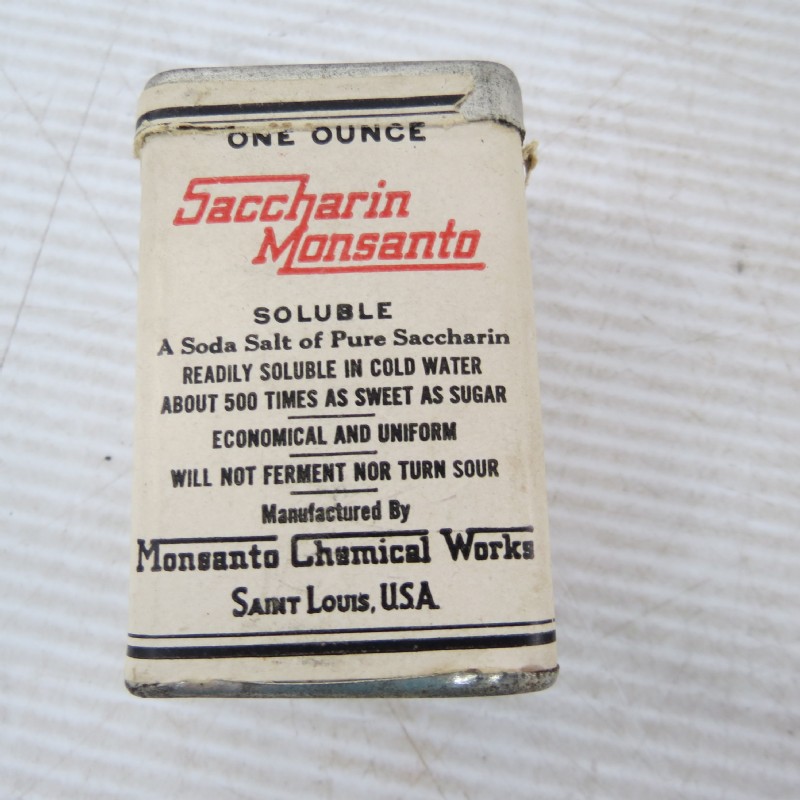 ONE OUNCE
Saccharin
Monsanto
SOLUBLE
A Soda Salt of Pure Saccharin
READILY SOLUBLE IN COLD WATER
ABOUT 500 TIMES AS SWEET AS SUGAR
ECONOMICAL AND UNIFORM
WILL NOT FERMENT NOR TURN SOUR
Manufactured By
Monsanto Chemical Works
SAINT LOUIS, U.S.A.